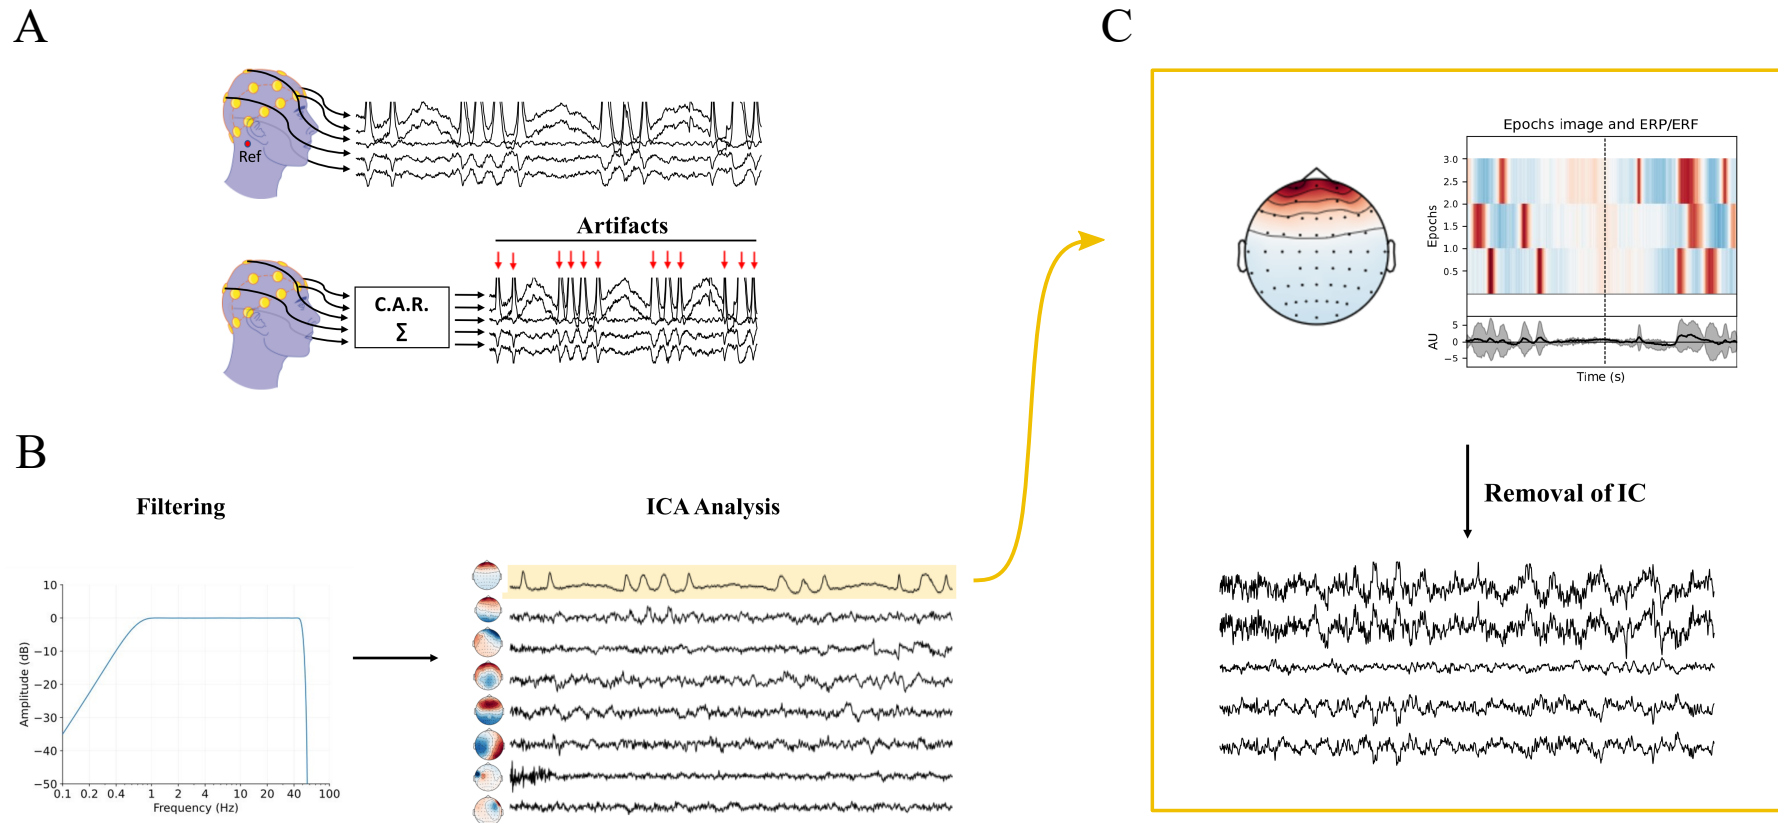 A
Ref
Artifacts
C.A.R.
Σ
B
Filtering
10
0
−10
−20
−30
−40
−50
Amplitude (dB)
0.1 0.2 0.4 1 2 4 10 20 40 100
Frequency (Hz)
ICA Analysis
C
Epochs image and ERP/ERF
3.0
2.5
2.0
1.5
1.0
0.5
Epochs
5
0
−5
AU
Time (s)
Removal of IC